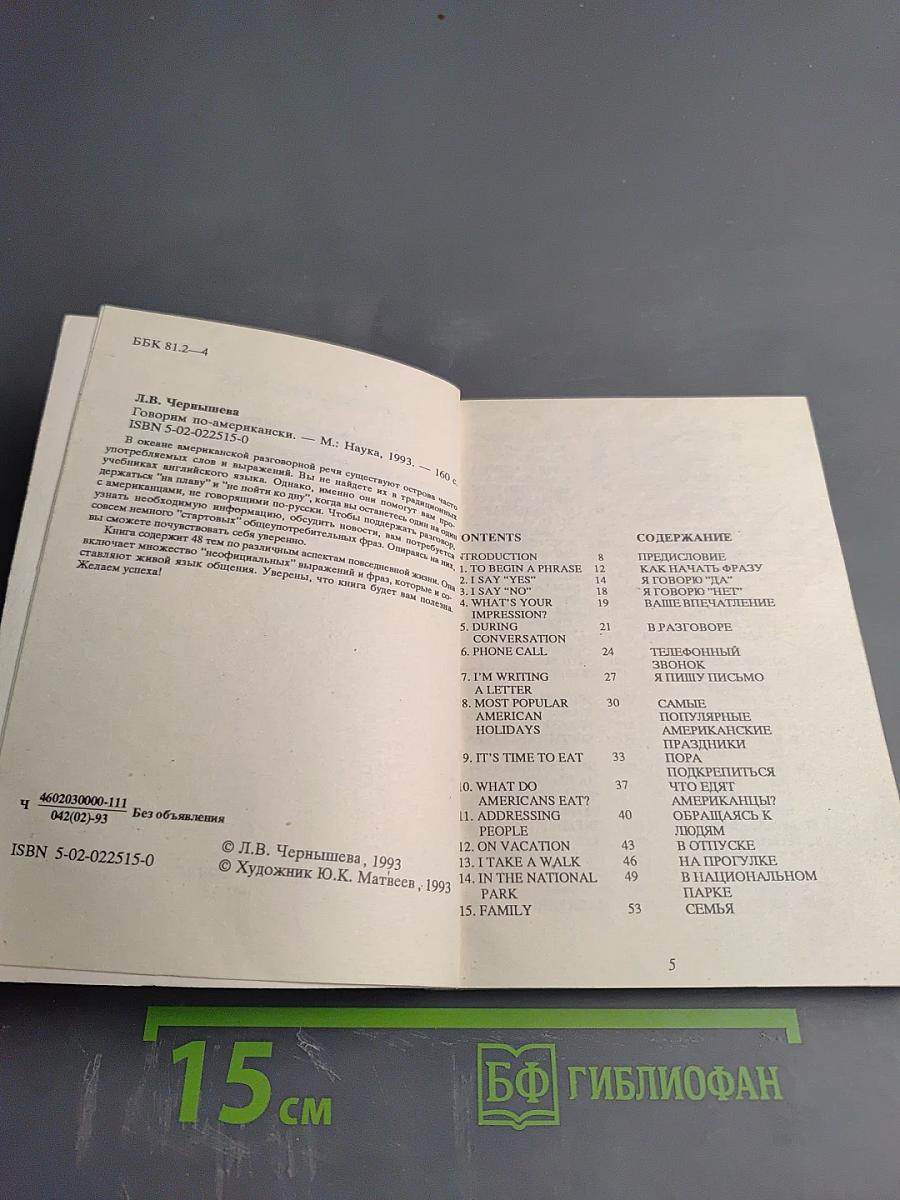 ББК 81.2—4
Л.В. Чернышева
Говорим по-американски. — М.: Наука, 1993. — 160 с.
ISBN 5-02-022515-0
В океане американской разговорной речи существуют острова часто
употребляемых слов и выражений. Вы не найдете их в традиционных
учебниках английского языка. Однако, именно они помогут вам про-
держаться "на плаву" и "не пойти ко дну", когда вы останетесь один на один
с американцами, не говорящими по-русски. Чтобы поддержать разговор,
узнать необходимую информацию, обсудить новости, вам потребуется
совсем немного "стартовых" общеупотребительных фраз. Опираясь на них,
вы сможете почувствовать себя уверенно.
Книга содержит 48 тем по различным аспектам повседневной жизни. Она
включает множество "неофициальных" выражений и фраз, которые и со-
ставляют живой язык общения. Уверены, что книга будет вам полезна.
Желаем успеха!
Ч 4602030000-111
042(02)-93 Без объявления
ISBN 5-02-022515-0
© Л.В. Чернышева, 1993
© Художник Ю.К. Матвеев, 1993
ONTENTS СОДЕРЖАНИЕ
NTRODUCTION 8 ПРЕДИСЛОВИЕ
1. TO BEGIN A PHRASE 12 КАК НАЧАТЬ ФРАЗУ
2. I SAY "YES" 14 Я ГОВОРЮ "ДА"
3. I SAY "NO" 18 Я ГОВОРЮ "НЕТ"
4. WHAT'S YOUR 19 ВАШЕ ВПЕЧАТЛЕНИЕ
IMPRESSION?
5. DURING 21 В РАЗГОВОРЕ
CONVERSATION
6. PHONE CALL 24 ТЕЛЕФОННЫЙ
ЗВОНОК
7. I'M WRITING 27 Я ПИШУ ПИСЬМО
A LETTER
8. MOST POPULAR 30 САМЫЕ
AMERICAN ПОПУЛЯРНЫЕ
HOLIDAYS АМЕРИКАНСКИЕ
ПРАЗДНИКИ
9. IT'S TIME TO EAT 33 ПОРА
ПОДКРЕПИТЬСЯ
10. WHAT DO 37 ЧТО ЕДЯТ
AMERICANS EAT? АМЕРИКАНЦЫ?
11. ADDRESSING 40 ОБРАЩАЯСЬ К
PEOPLE ЛЮДЯМ
12. ON VACATION 43 В ОТПУСКЕ
13. I TAKE A WALK 46 НА ПРОГУЛКЕ
14. IN THE NATIONAL 49 В НАЦИОНАЛЬНОМ
PARK ПАРКЕ
15. FAMILY 53 СЕМЬЯ
5
15 см
БФ ГИБЛИОФАН